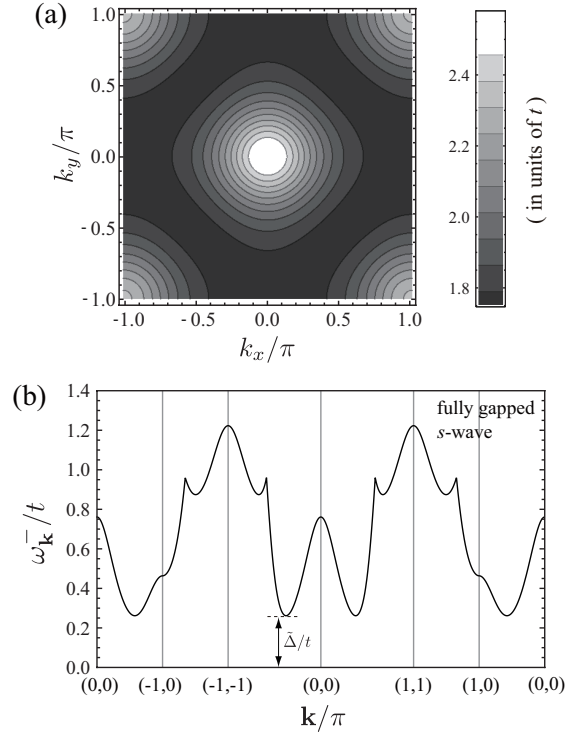 (a)
1.0
0.5
0.0
-0.5
-1.0
k_y/π
-1.0 -0.5 0.0 0.5 1.0
k_x/π
2.4
2.2
2.0
1.8
( in units of t )
(b)
1.4
1.2
1.0
0.8
0.6
0.4
0.2
0.0
ω_k^-/t
fully gapped
s-wave
Δ̃/t
(0,0) (-1,0) (-1,-1) (0,0) (1,1) (1,0) (0,0)
k/π